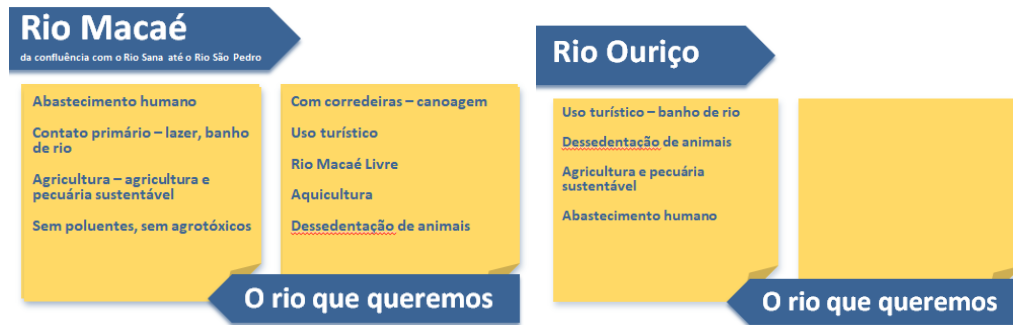 Rio Macaé
da confluência com o Rio Sana até o Rio São Pedro
Abastecimento humano
Contato primário – lazer, banho
de rio
Agricultura – agricultura e
pecuária sustentável
Sem poluentes, sem agrotóxicos
Com corredeiras – canoagem
Uso turístico
Rio Macaé Livre
Aquicultura
Dessedentação de animais
O rio que queremos
Rio Ouriço
Uso turístico – banho de rio
Dessedentação de animais
Agricultura e pecuária
sustentável
Abastecimento humano
O rio que queremos